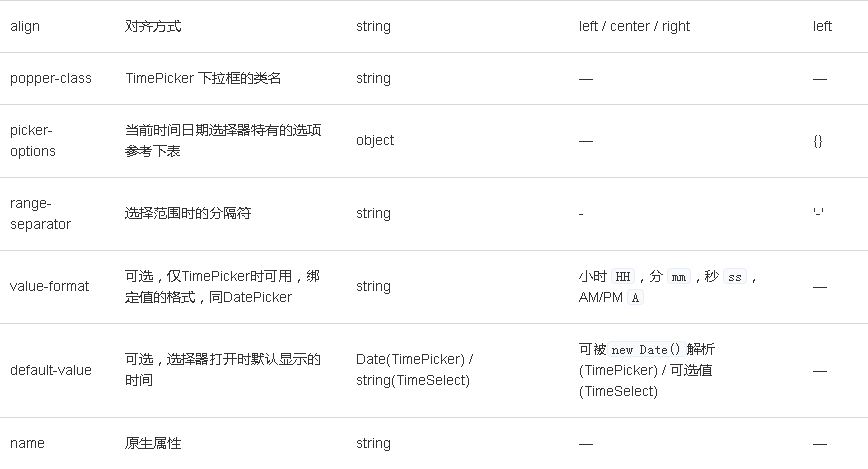 align 对齐方式 string left / center / right left
popper-class TimePicker 下拉框的类名 string — —
picker-
options 当前时间日期选择器特有的选项
参考下表 object — {}
range-
separator 选择范围时的分隔符 string - '-'
value-format 可选，仅TimePicker时可用，绑
定值的格式，同DatePicker string 小时 HH ，分 mm ，秒 ss ，
AM/PM A —
default-value 可选，选择器打开时默认显示的
时间 Date(TimePicker) /
string(TimeSelect) 可被 new Date() 解析
(TimePicker) / 可选值
(TimeSelect) —
name 原生属性 string — —